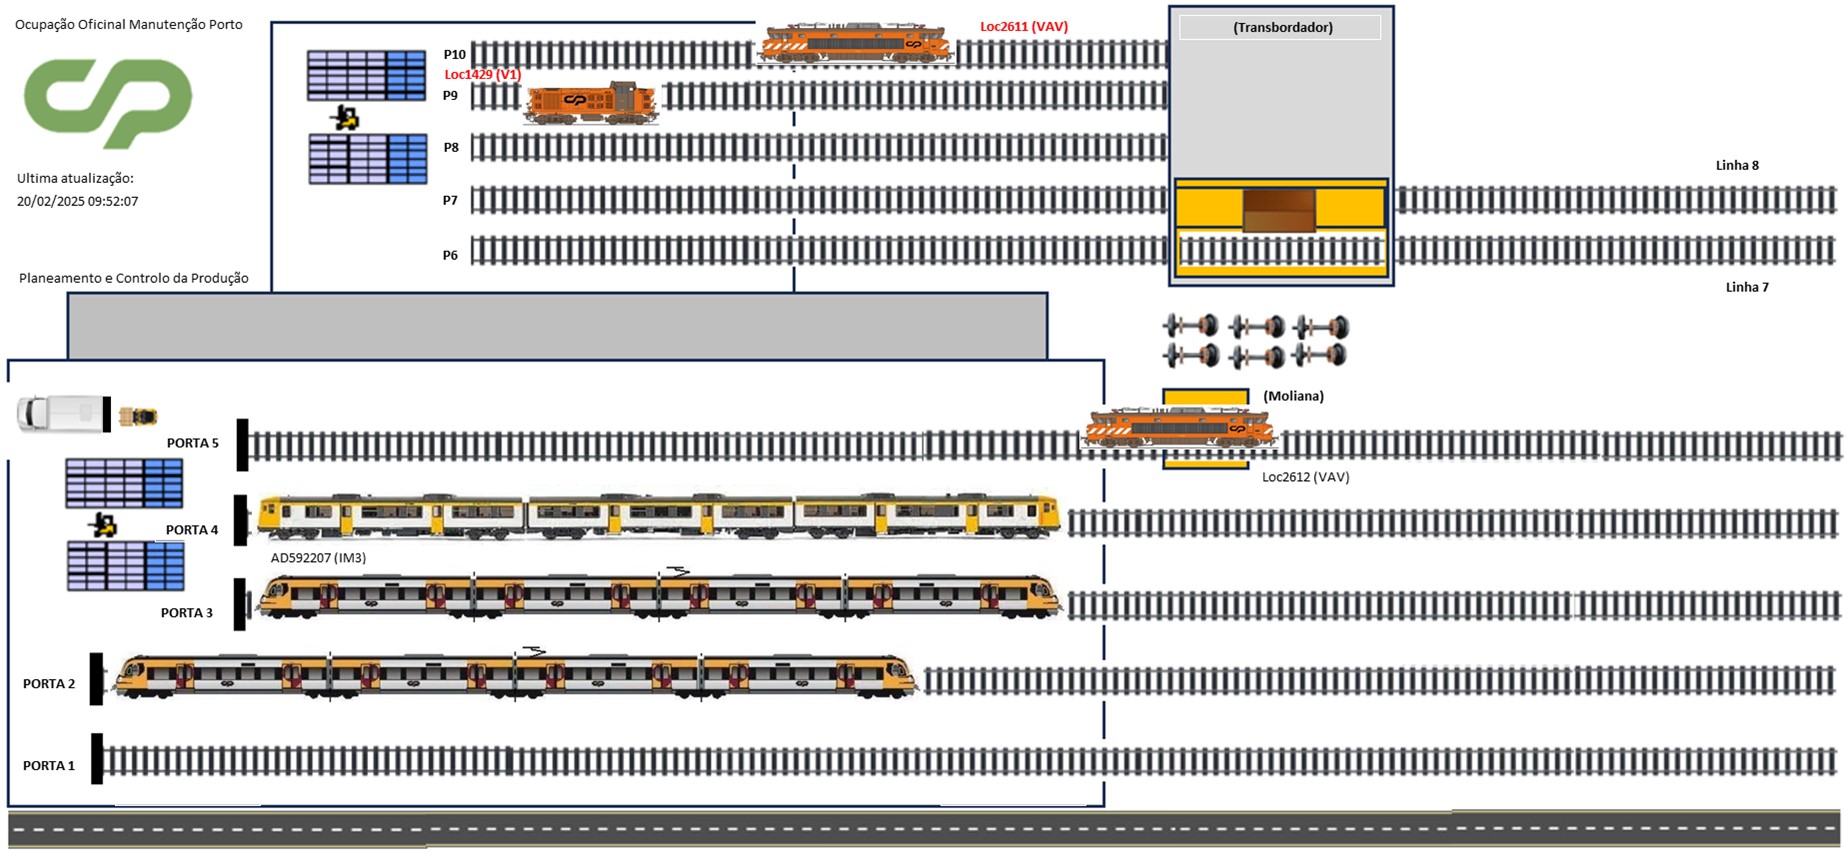 Ocupação Oficinal Manutenção Porto
Loc2611 (VAV)
(Transbordador)
P10
Loc1429 (V1)
P9
P8
Linha 8
Ultima atualização:
20/02/2025 09:52:07
P7
P6
Planeamento e Controlo da Produção
Linha 7
(Moliana)
PORTA 5
Loc2612 (VAV)
PORTA 4
AD592207 (IM3)
PORTA 3
PORTA 2
PORTA 1